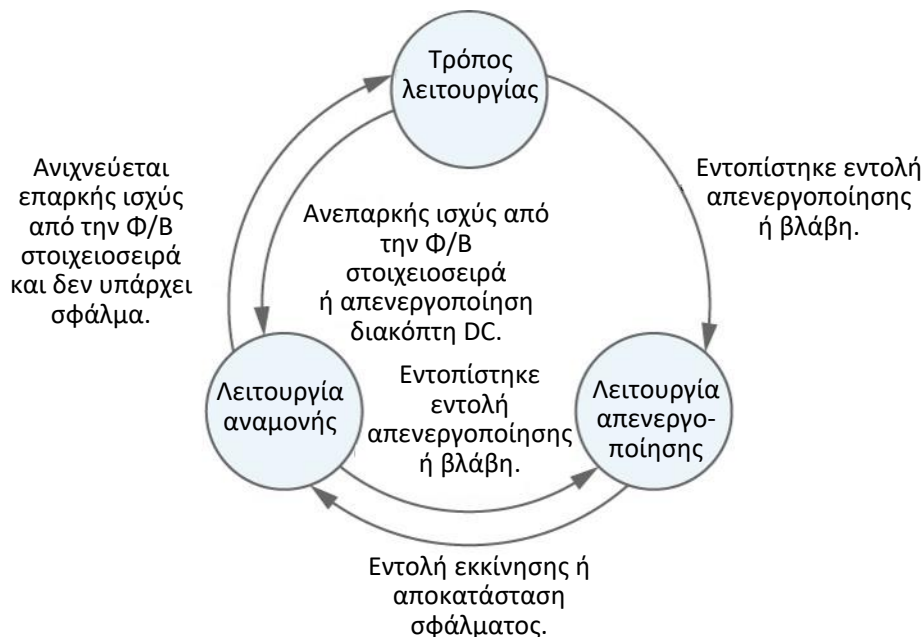 Τρόπος
λειτουργίας
Ανιχνεύεται
επαρκής ισχύς
από την Φ/Β
στοιχειοσειρά
και δεν υπάρχει
σφάλμα.
Ανεπαρκής ισχύς από
την Φ/Β
στοιχειοσειρά
ή απενεργοποίηση
διακόπτη DC.
Εντοπίστηκε εντολή
απενεργοποίησης
ή βλάβη.
Λειτουργία
αναμονής
Εντοπίστηκε
εντολή
απενεργοποίησης
ή βλάβη.
Λειτουργία
απενεργο-
ποίησης
Εντολή εκκίνησης ή
αποκατάσταση
σφάλματος.